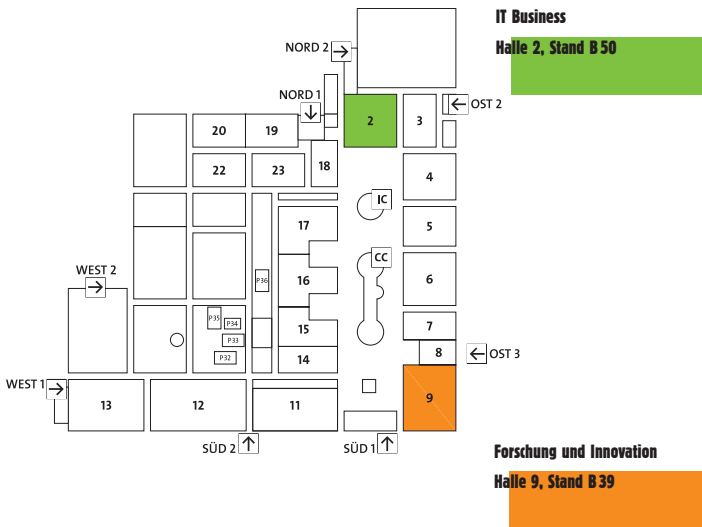 IT Business
Halle 2, Stand B 50
NORD 2
NORD 1
OST 2
2
3
20
19
18
22
23
4
IC
17
5
CC
WEST 2
P36
16
6
P35
P34
P33
P32
15
7
14
8
OST 3
WEST 1
13
12
11
9
SÜD 2
SÜD 1
Forschung und Innovation
Halle 9, Stand B 39